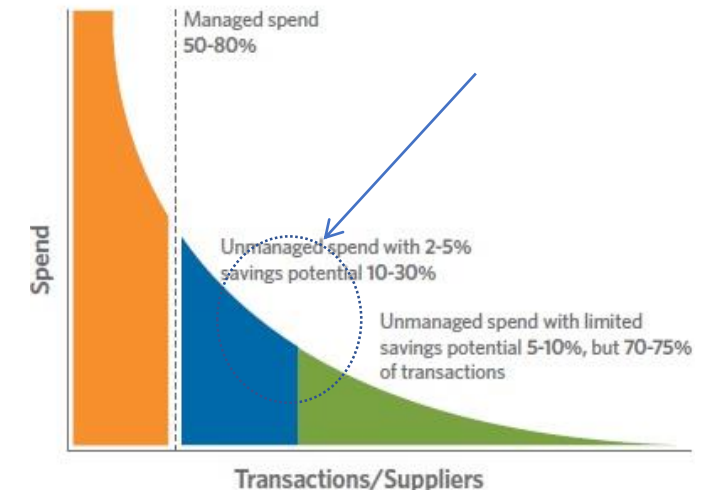 Managed spend
50-80%
Unmanaged spend with 2-5%
savings potential 10-30%
Unmanaged spend with limited
savings potential 5-10%, but 70-75%
of transactions
Spend
Transactions/Suppliers